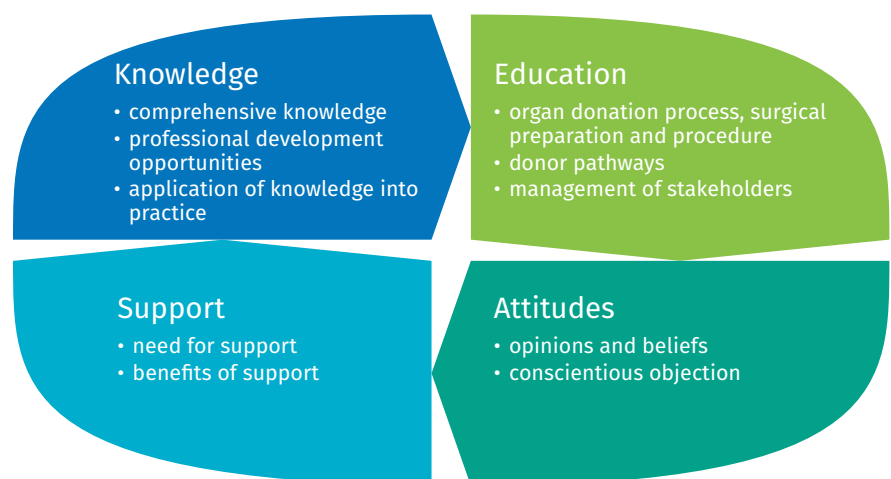 Knowledge
• comprehensive knowledge
• professional development
opportunities
• application of knowledge into
practice
Education
• organ donation process, surgical
preparation and procedure
• donor pathways
• management of stakeholders
Support
• need for support
• benefits of support
Attitudes
• opinions and beliefs
• conscientious objection